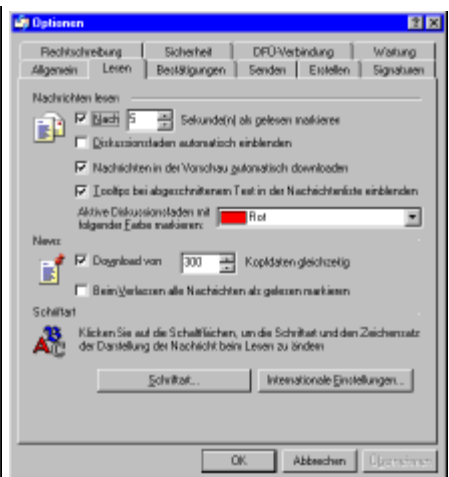 Optionen
Rechtschreibung Sicherheit DFÜ-Verbindung Wartung
Allgemein Lesen Bestätigungen Senden Erstellen Signaturen
Nachrichten lesen
Nach 5 Sekunde(n) als gelesen markieren
Diskussionsfaden automatisch einblenden
Nachrichten in der Vorschau automatisch downloaden
Tooltips bei abgeschnittenem Text in der Nachrichtenliste einblenden
Aktive Diskussionsfaden mit
folgender Farbe markieren: Rot
News
Download von 300 Kopfdaten gleichzeitig
Beim Verlassen alle Nachrichten als gelesen markieren
Schriftart
Klicken Sie auf die Schaltflächen, um die Schriftart und den Zeichensatz
der Darstellung der Nachricht beim Lesen zu ändern
Schriftart... Internationale Einstellungen...
OK Abbrechen Übernehmen